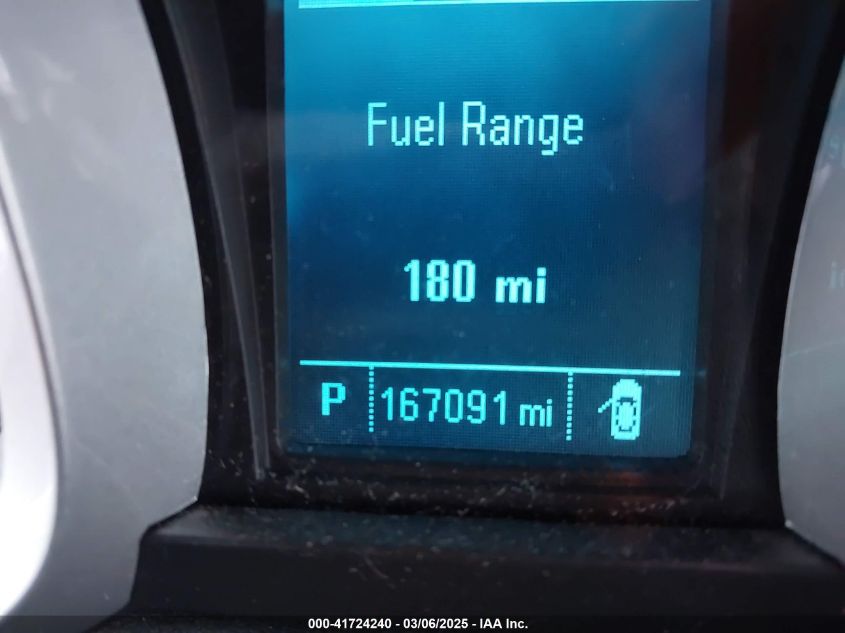 Fuel Range
180 mi
P 167091 mi
000-41724240 - 03/06/2025 - IAA Inc.